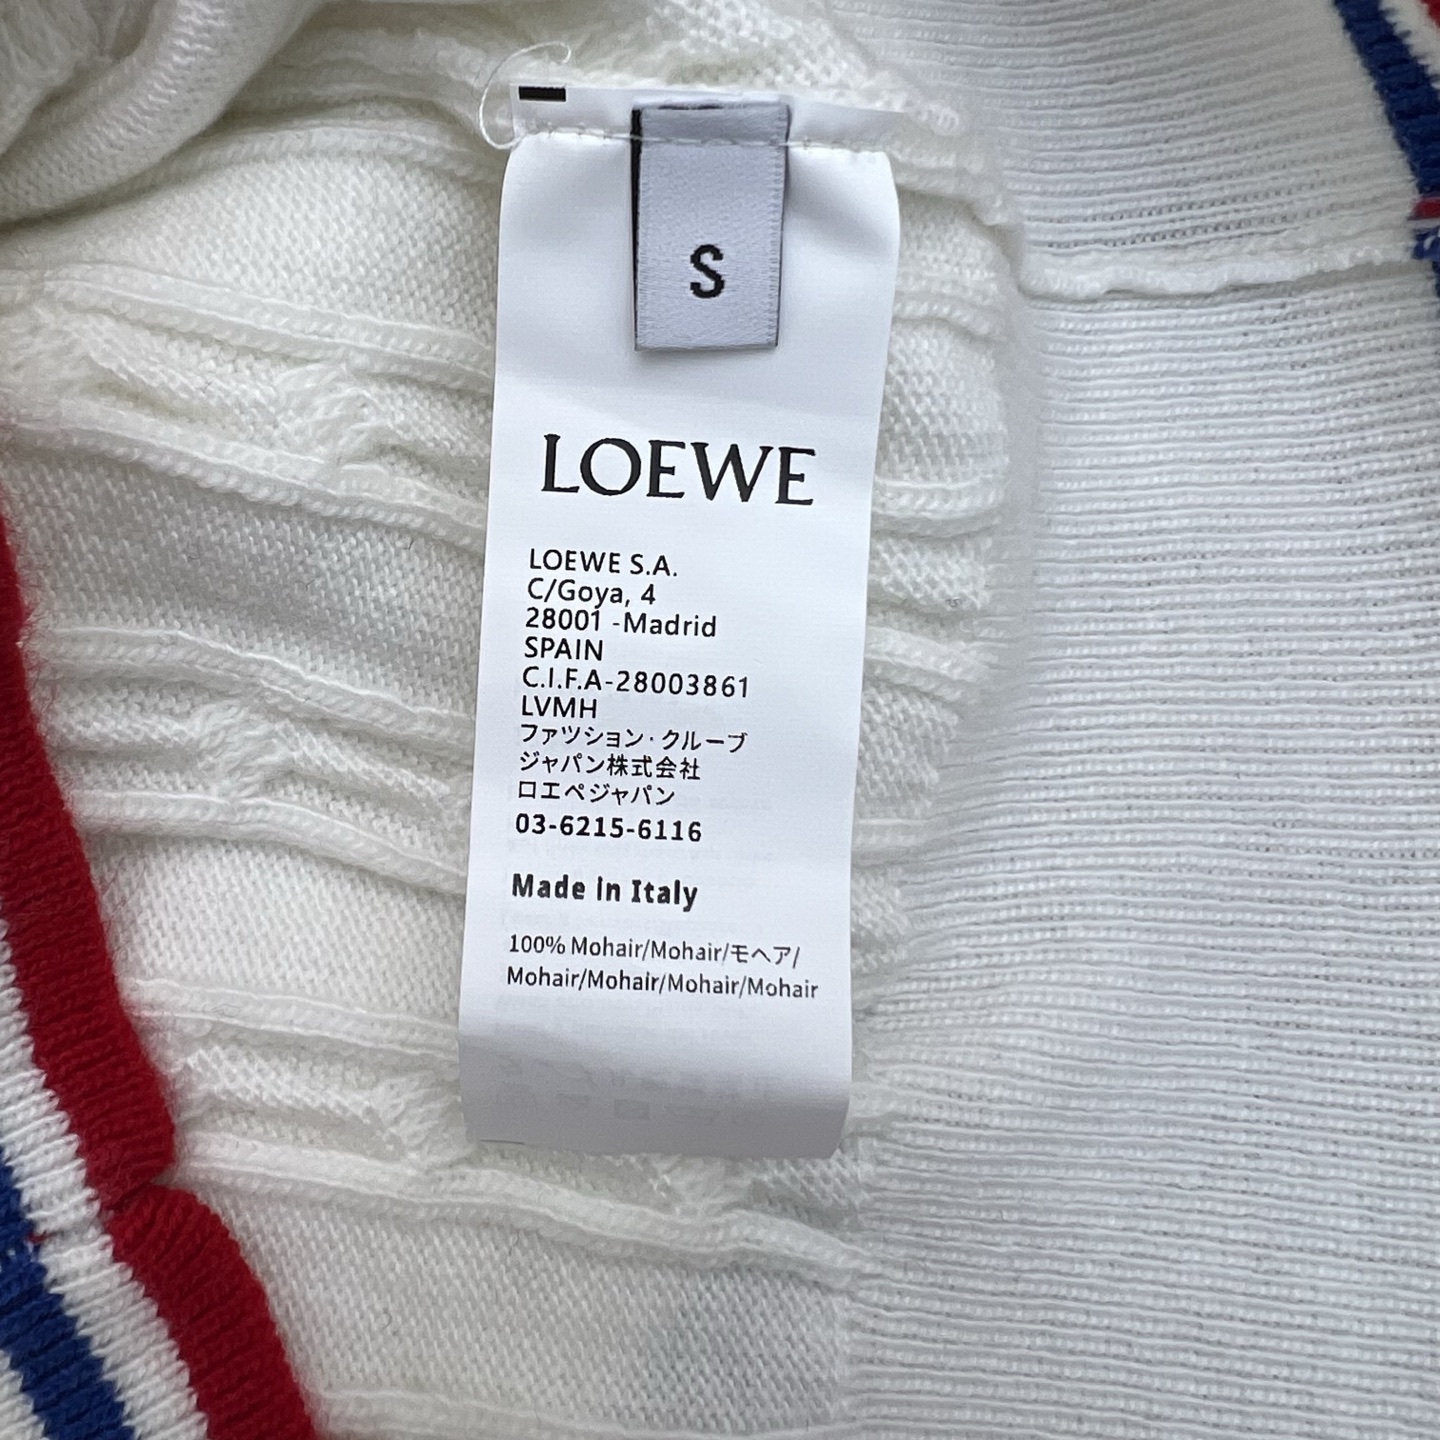 S
LOEWE
LOEWE S.A.
C/Goya, 4
28001 -Madrid
SPAIN
C.I.F.A-28003861
LVMH
ファツション·クルーブ
ジャパン株式会社
ロエペジャパン
03-6215-6116
Made in Italy
100% Mohair/Mohair/モヘア/
Mohair/Mohair/Mohair/Mohair